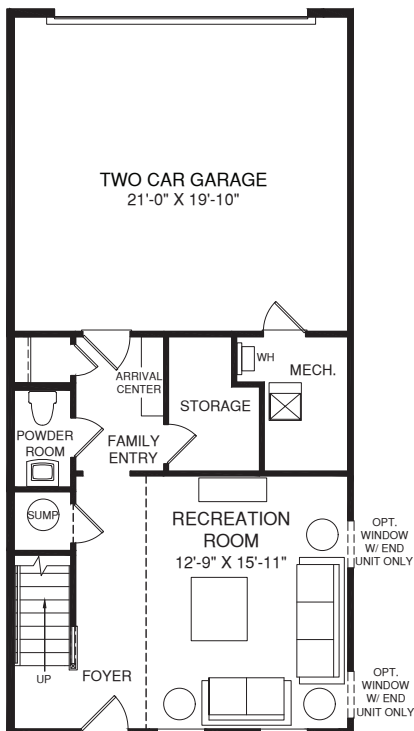 TWO CAR GARAGE
21'-0" X 19'-10"
WH
MECH.
ARRIVAL
CENTER
STORAGE
POWDER
ROOM
FAMILY
ENTRY
SUMP
RECREATION
ROOM
12'-9" X 15'-11"
OPT.
WINDOW
W/ END
UNIT ONLY
UP
FOYER
OPT.
WINDOW
W/ END
UNIT ONLY